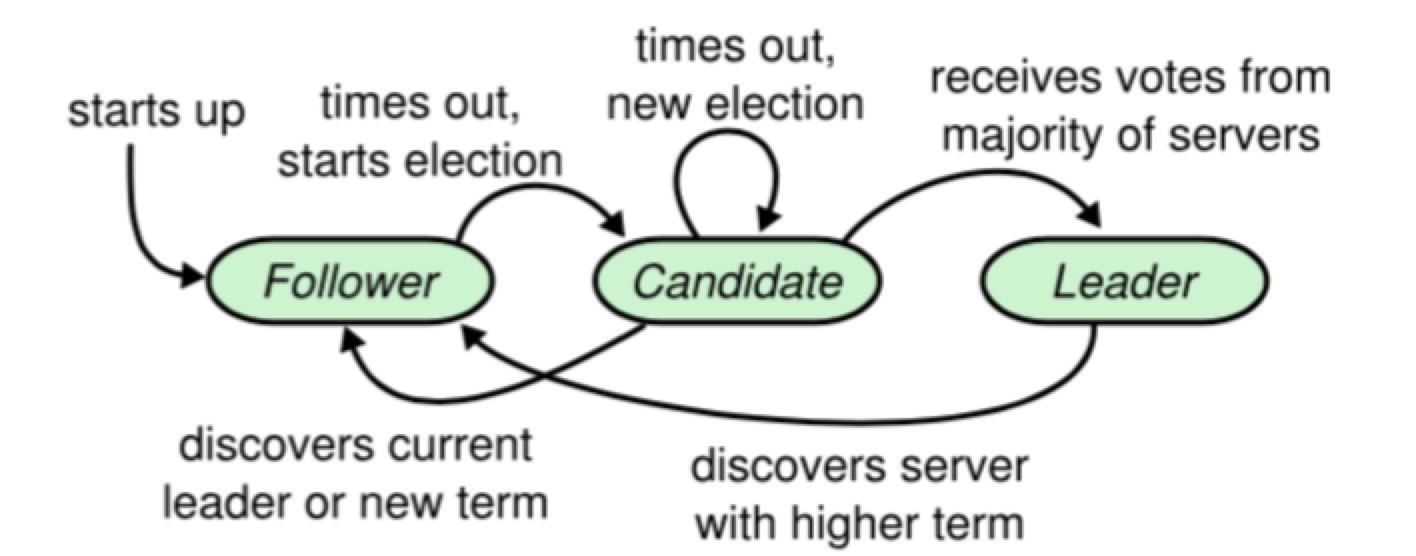 starts up
times out,
starts election
times out,
new election
receives votes from
majority of servers
Follower
Candidate
Leader
discovers current
leader or new term
discovers server
with higher term